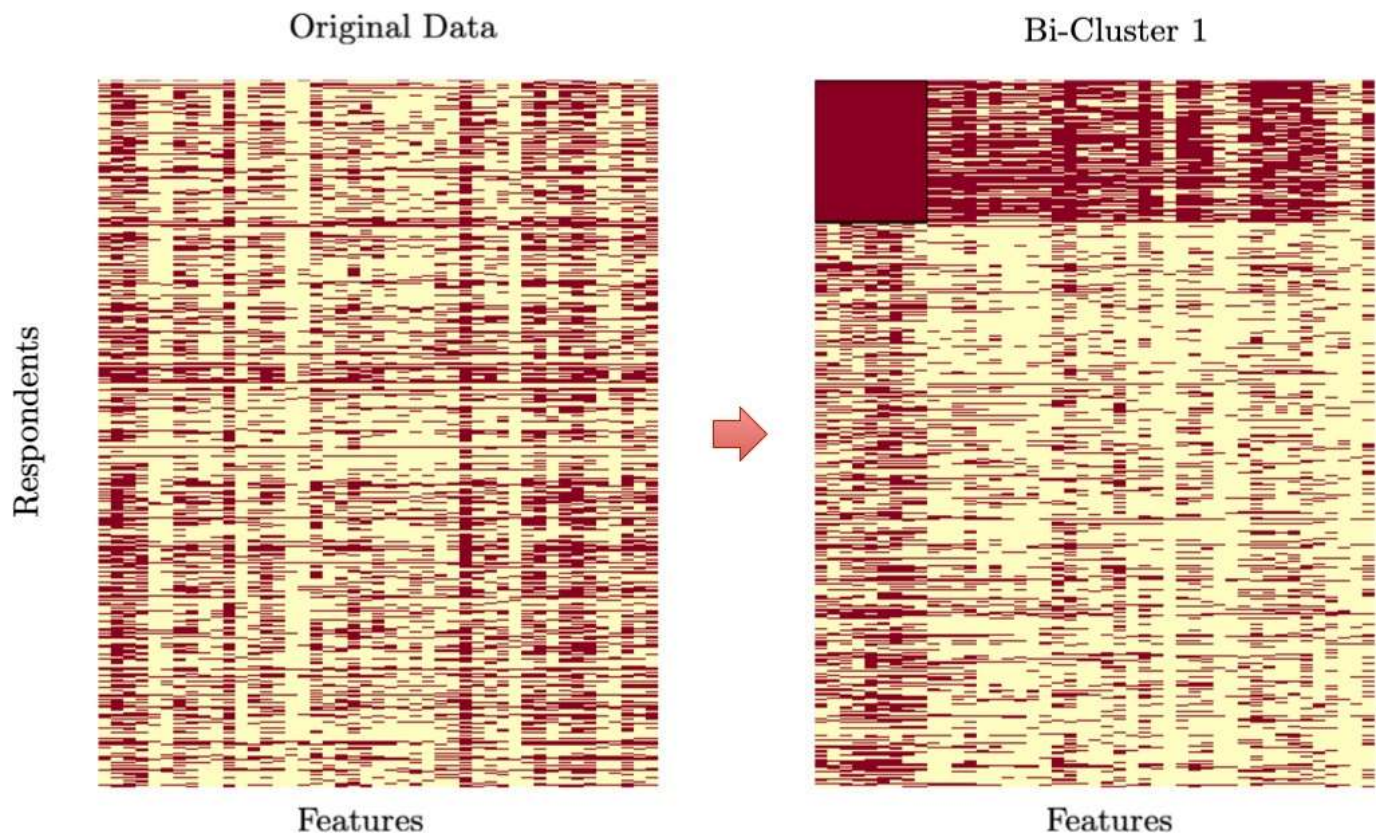 Original Data
Bi-Cluster 1
Respondents
Features
Features